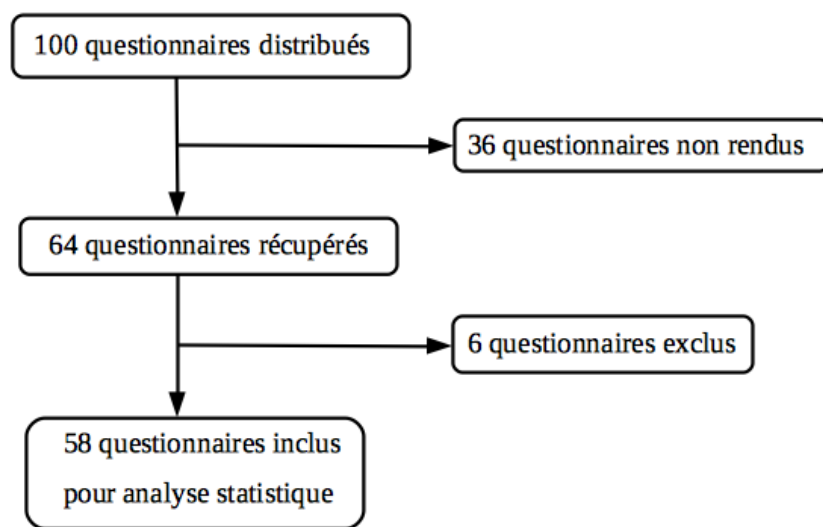 100 questionnaires distribués
36 questionnaires non rendus
64 questionnaires récupérés
6 questionnaires exclus
58 questionnaires inclus
pour analyse statistique